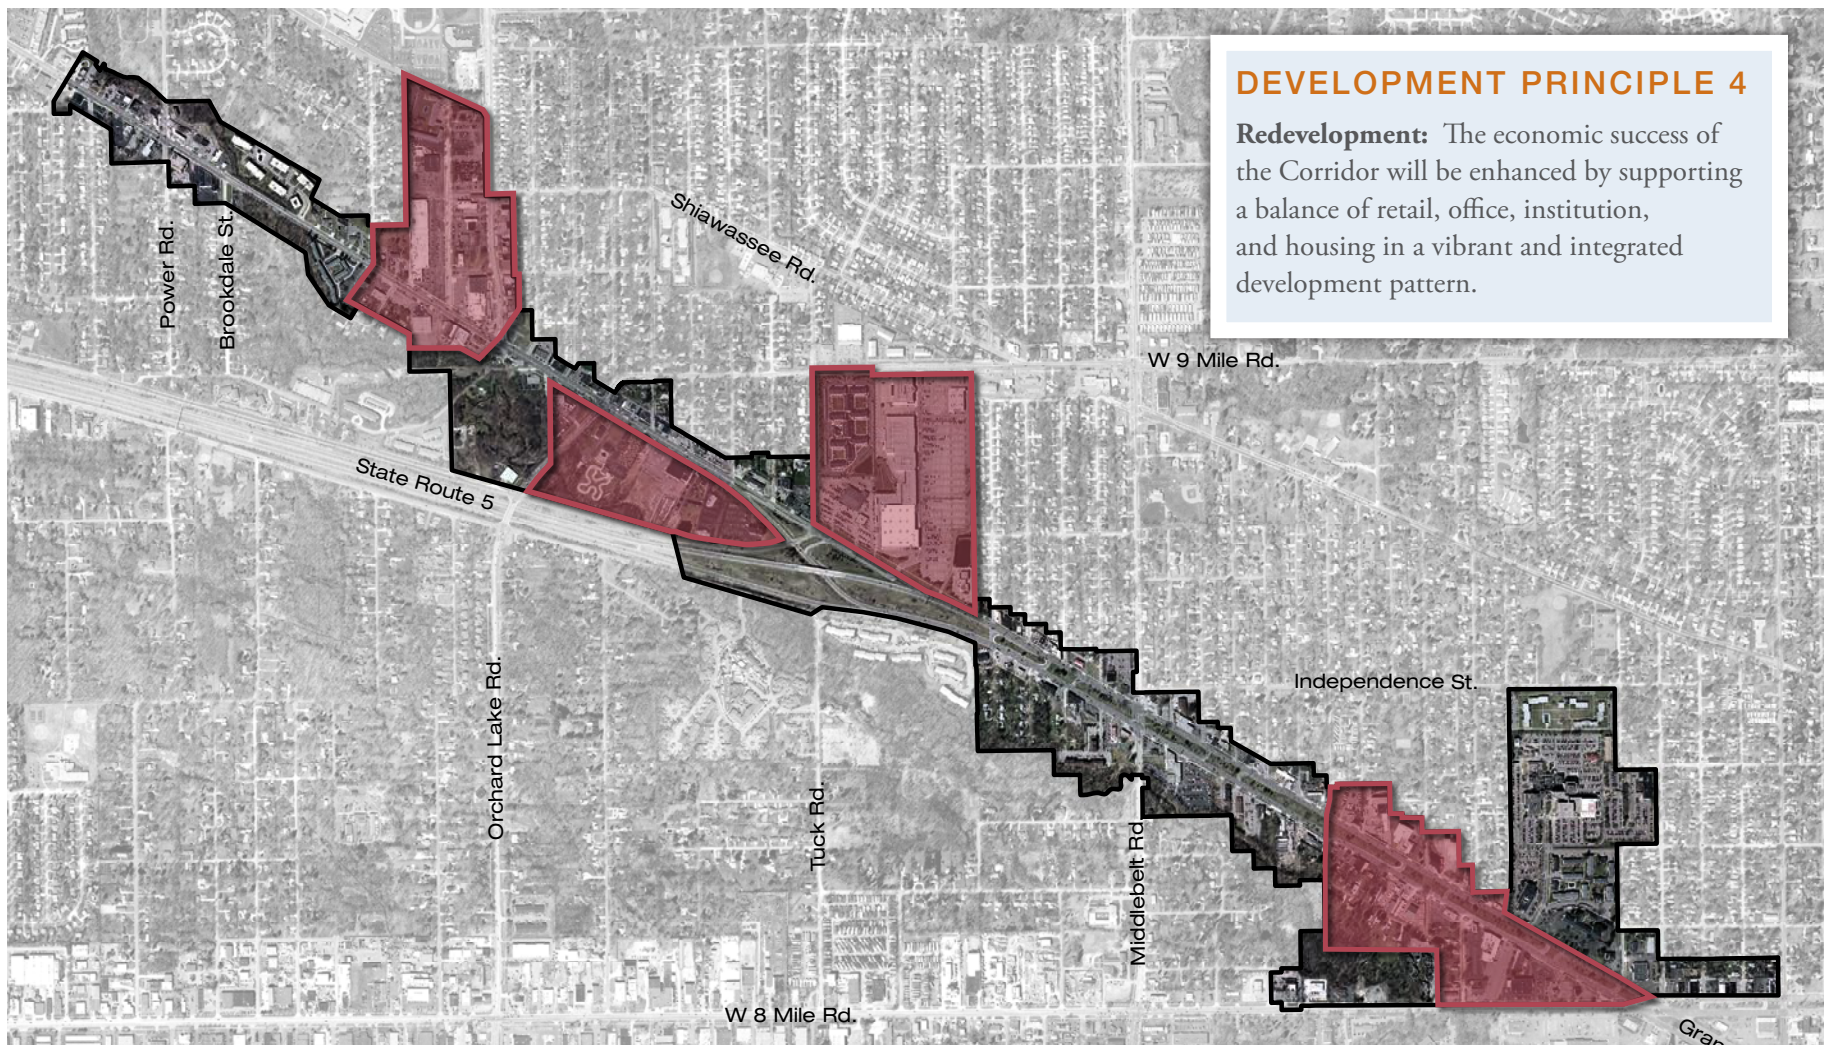 DEVELOPMENT PRINCIPLE 4
Redevelopment: The economic success of
the Corridor will be enhanced by supporting
a balance of retail, office, institution,
and housing in a vibrant and integrated
development pattern.
Power Rd.
Brookdale St.
Shiawassee Rd.
W 9 Mile Rd.
State Route 5
Orchard Lake Rd.
Tuck Rd.
Middlebelt Rd.
Independence St.
W 8 Mile Rd.